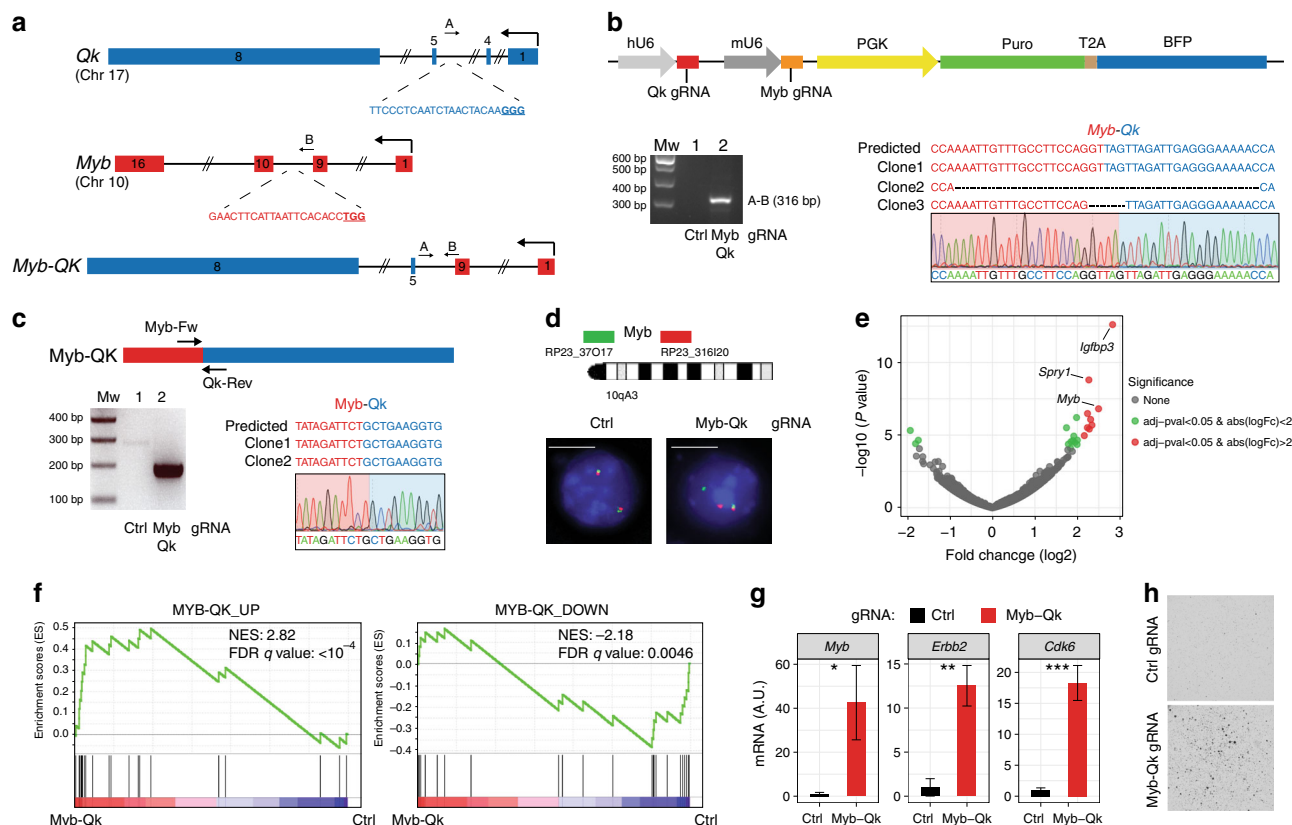 a
Qk
(Chr 17)
8
5
A
4
1
TTCCCTCAATCTAACTACAAGGG
Myb
(Chr 10)
16
10
B
9
1
GAACTTCATTAATTCACACCTGG
Myb-QK
8
5
A
B
9
1
b
hU6
mU6
PGK
Puro
T2A
BFP
Qk gRNA
Myb gRNA
Mw 1 2
600 bp
500 bp
400 bp
300 bp
A-B (316 bp)
Ctrl Myb gRNA
Qk
Myb-Qk
Predicted CCAAAATTGTTTGCCTTCCAGGTTAGTTAGATTGAGGGAAAAACCA
Clone1 CCAAAATTGTTTGCCTTCCAGGTTAGTTAGATTGAGGGAAAAACCA
Clone2 CCA CA
Clone3 CCAAAATTGTTTGCCTTCCAG TTAGATTGAGGGAAAAACCA
CCAAAATTGTTTGCCTTCCAGGTTAGTTAGATTGAGGGAAAAACCA
c
Myb-Fw
Myb-QK
Qk-Rev
Mw 1 2
400 bp
300 bp
200 bp
100 bp
Ctrl Myb gRNA
Qk
Myb-Qk
Predicted TATAGATTCTGCTGAAGGTG
Clone1 TATAGATTCTGCTGAAGGTG
Clone2 TATAGATTCTGCTGAAGGTG
TATAGATTCTGCTGAAGGTG
d
Myb
RP23_37O17
RP23_316I20
10qA3
Ctrl
Myb-Qk
gRNA
e
−log10 (P value)
10
5
0
−2 −1 0 1 2 3
Fold chancge (log2)
Igfbp3
Spry1
Myb
Significance
None
adj−pval<0.05 & abs(logFc)<2
adj−pval<0.05 & abs(logFc)>2
f
MYB-QK_UP
Enrichment scores (ES)
0.5
0.4
0.3
0.2
0.1
0.0
NES: 2.82
FDR q value: <10−4
Myb-Qk
Ctrl
MYB-QK_DOWN
Enrichment scores (ES)
0.1
0.0
−0.1
−0.2
−0.3
−0.4
NES: −2.18
FDR q value: 0.0046
Myb-Qk
Ctrl
g
gRNA: Ctrl Myb−Qk
mRNA (A.U.)
Myb
60
40
20
0
*
Ctrl Myb−Qk
Erbb2
15
10
5
0
**
Ctrl Myb−Qk
Cdk6
20
12
6
0
***
Ctrl Myb−Qk
h
Ctrl gRNA
Myb-Qk gRNA